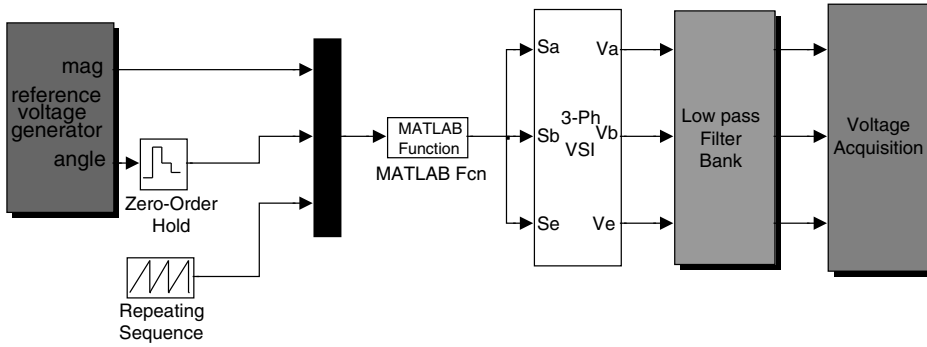 mag
reference
voltage
generator
angle
Zero-Order
Hold
Repeating
Sequence
MATLAB
Function
MATLAB Fcn
Sa
Sb
Se
3-Ph
VSI
Va
Vb
Ve
Low pass
Filter
Bank
Voltage
Acquisition